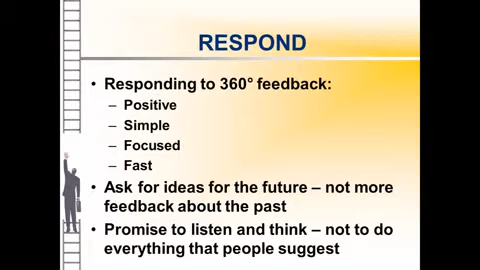 RESPOND
• Responding to 360° feedback:
– Positive
– Simple
– Focused
– Fast
• Ask for ideas for the future – not more
feedback about the past
• Promise to listen and think – not to do
everything that people suggest